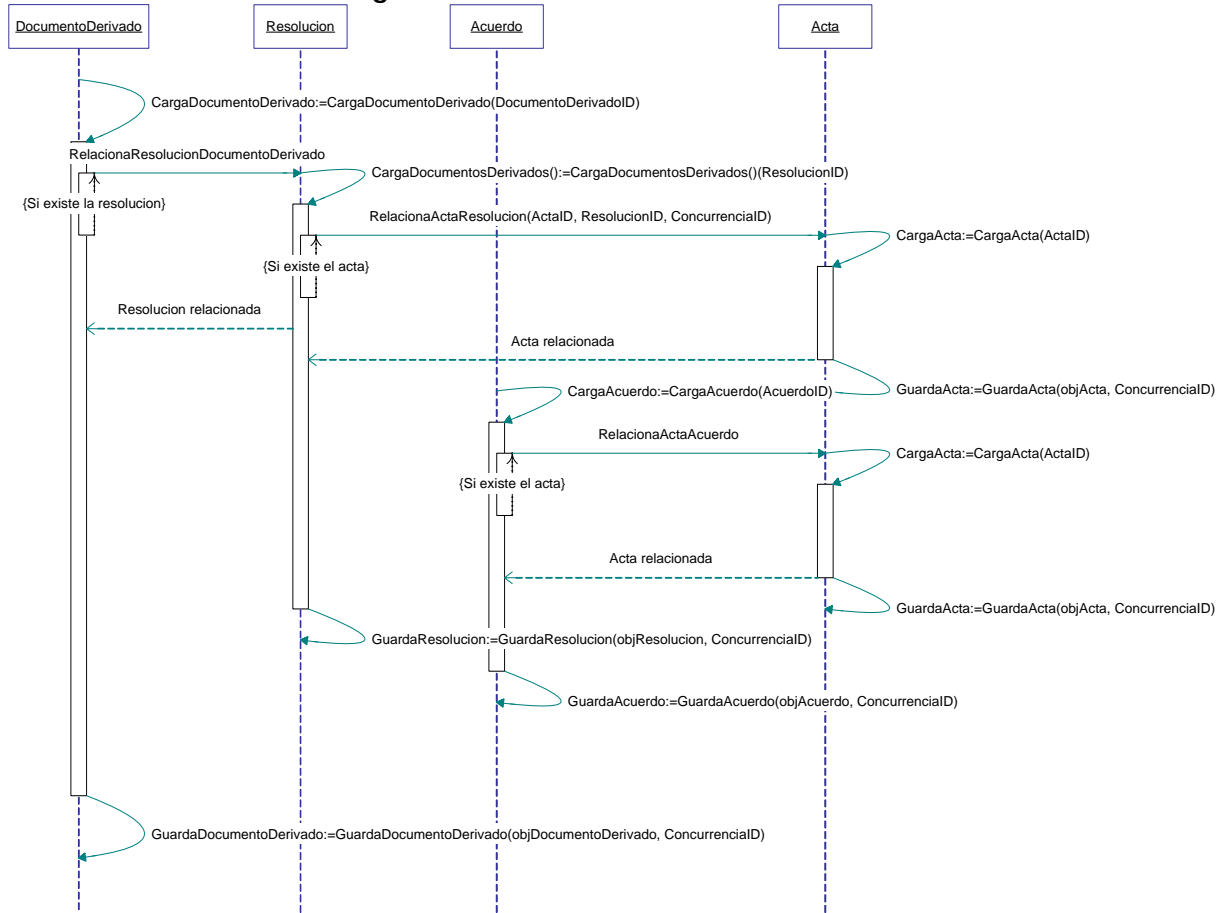 DocumentoDerivado
Resolucion
Acuerdo
Acta
CargaDocumentoDerivado:=CargaDocumentoDerivado(DocumentoDerivadoID)
RelacionaResolucionDocumentoDerivado
CargaDocumentosDerivados():=CargaDocumentosDerivados()(ResolucionID)
{Si existe la resolucion}
RelacionaActaResolucion(ActaID, ResolucionID, ConcurrenciaID)
CargaActa:=CargaActa(ActaID)
{Si existe el acta}
Resolucion relacionada
Acta relacionada
CargaAcuerdo:=CargaAcuerdo(AcuerdoID)
GuardaActa:=GuardaActa(objActa, ConcurrenciaID)
RelacionaActaAcuerdo
CargaActa:=CargaActa(ActaID)
{Si existe el acta}
Acta relacionada
GuardaActa:=GuardaActa(objActa, ConcurrenciaID)
GuardaResolucion:=GuardaResolucion(objResolucion, ConcurrenciaID)
GuardaAcuerdo:=GuardaAcuerdo(objAcuerdo, ConcurrenciaID)
GuardaDocumentoDerivado:=GuardaDocumentoDerivado(objDocumentoDerivado, ConcurrenciaID)